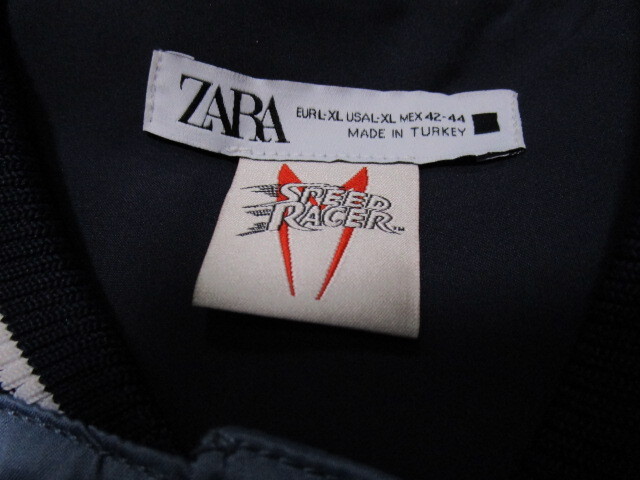 ZARA
EUR L-XL USA L-XL MEX 42-44
MADE IN TURKEY
SPEED
RACER™